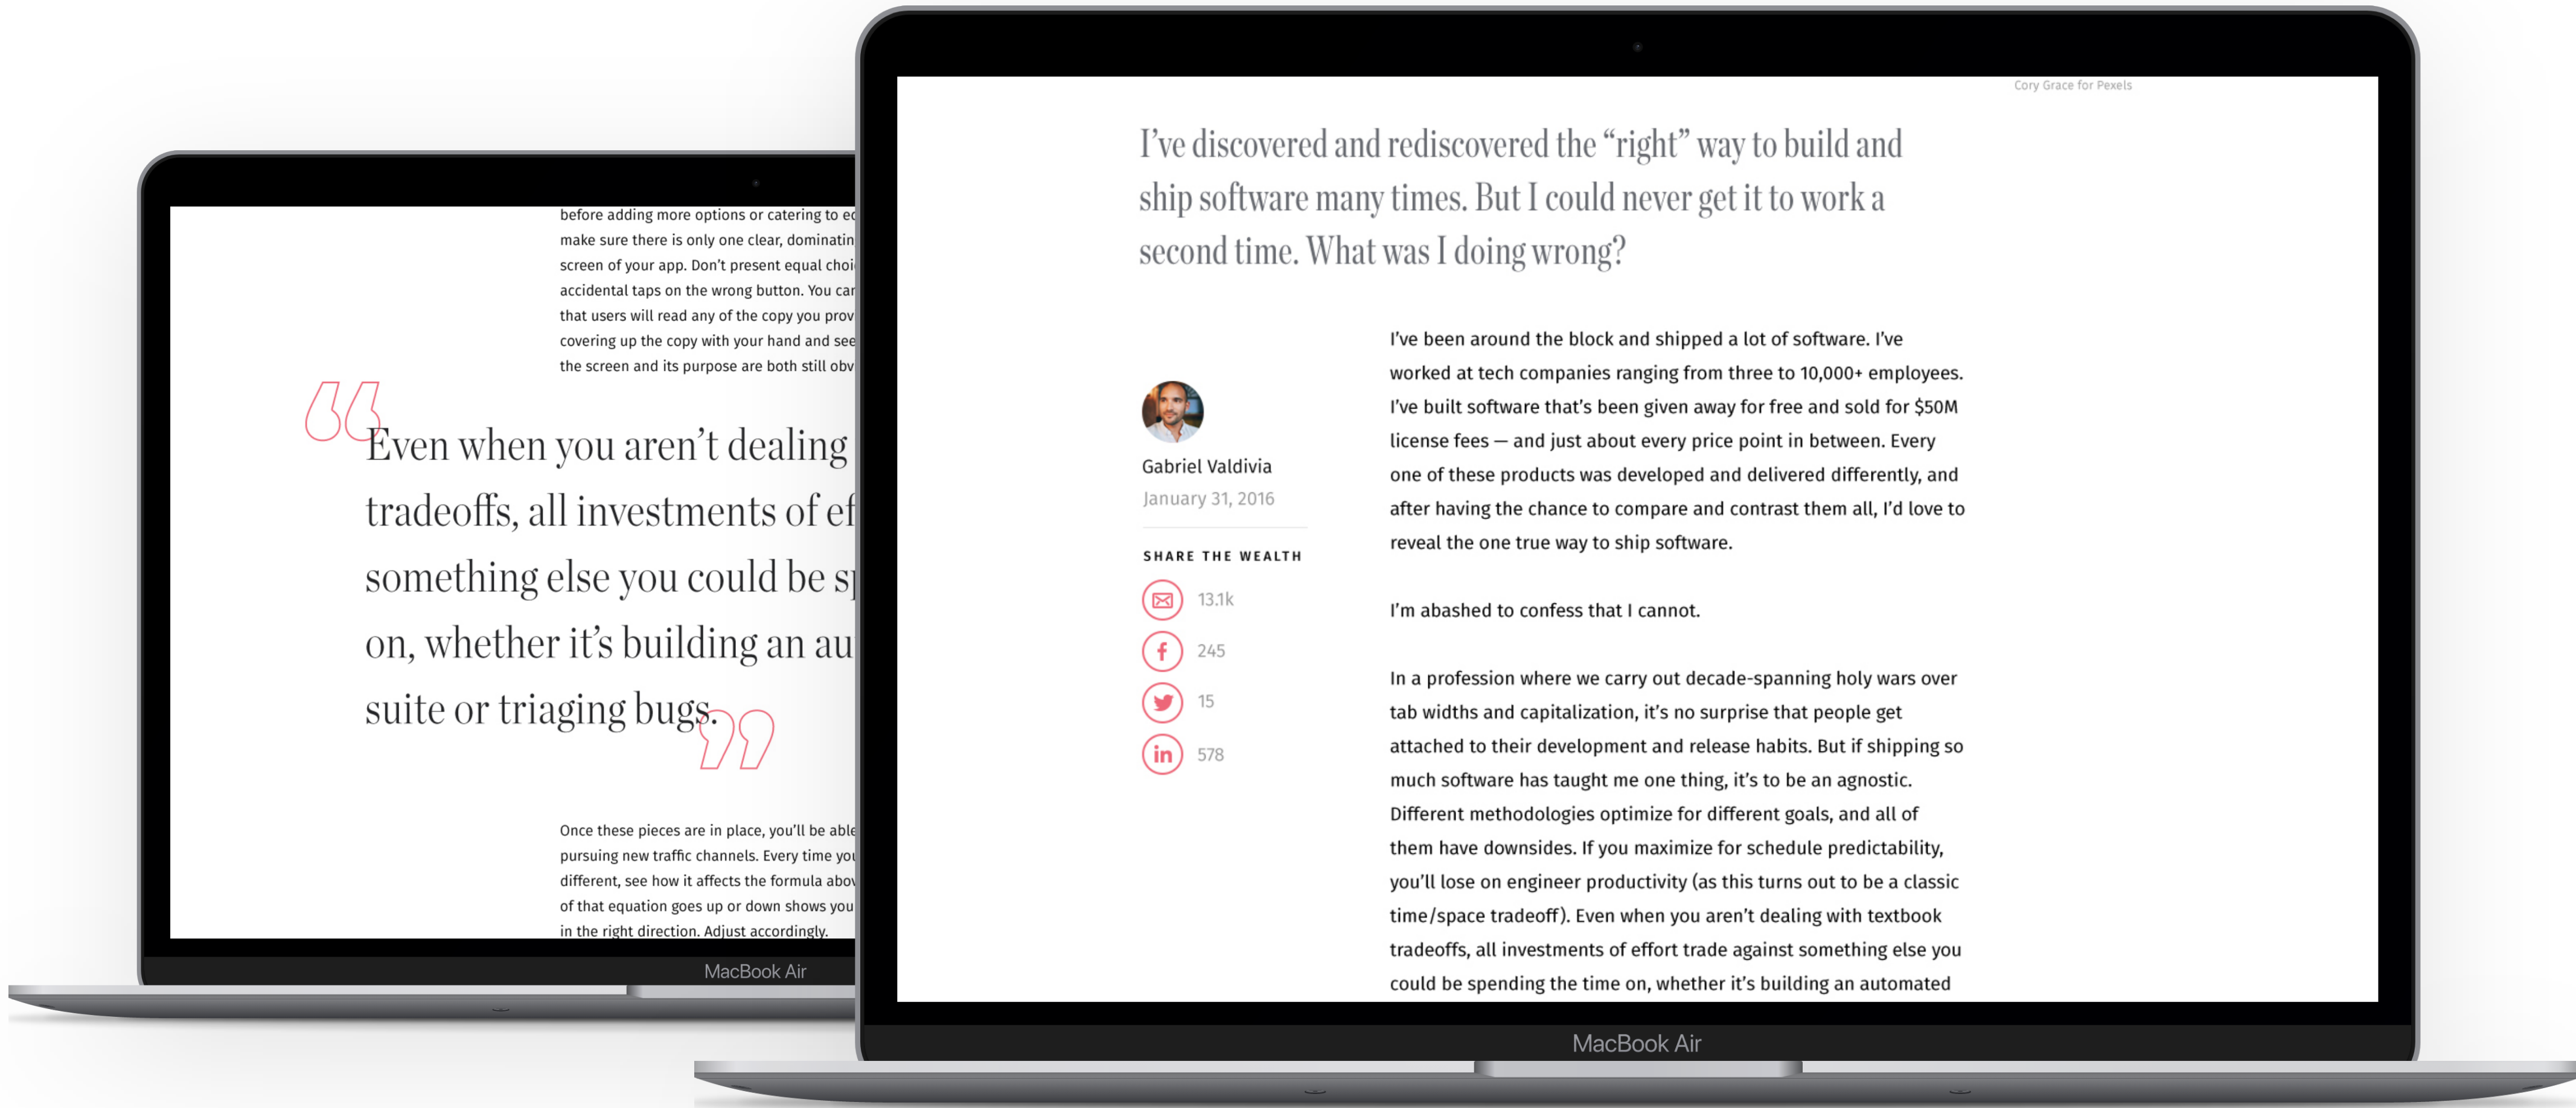 before adding more options or catering to
make sure there is only one clear,
screen of your app. Don’t present equal
accidental taps on the wrong button. You
that users will read any of the copy you
covering up the copy with your hand and see
the screen and its purpose are both still
“
Even when you aren’t dealing
tradeoffs, all investments of
something else you could be
on, whether it’s building an
suite or triaging bugs.
”
Once these pieces are in place, you’ll be able
pursuing new traffic channels. Every time
different, see how it affects the formula
of that equation goes up or down shows you
in the right direction. Adjust accordingly.
MacBook Air
Cory Grace for Pexels
I’ve discovered and rediscovered the “right” way to build and
ship software many times. But I could never get it to work a
second time. What was I doing wrong?
Gabriel Valdivia
January 31, 2016
SHARE THE WEALTH
13.1k
f 245
15
in 578
I’ve been around the block and shipped a lot of software. I’ve
worked at tech companies ranging from three to 10,000+ employees.
I’ve built software that’s been given away for free and sold for $50M
license fees — and just about every price point in between. Every
one of these products was developed and delivered differently, and
after having the chance to compare and contrast them all, I’d love to
reveal the one true way to ship software.
I’m abashed to confess that I cannot.
In a profession where we carry out decade-spanning holy wars over
tab widths and capitalization, it’s no surprise that people get
attached to their development and release habits. But if shipping so
much software has taught me one thing, it’s to be an agnostic.
Different methodologies optimize for different goals, and all of
them have downsides. If you maximize for schedule predictability,
you’ll lose on engineer productivity (as this turns out to be a classic
time/space tradeoff). Even when you aren’t dealing with textbook
tradeoffs, all investments of effort trade against something else you
could be spending the time on, whether it’s building an automated
MacBook Air